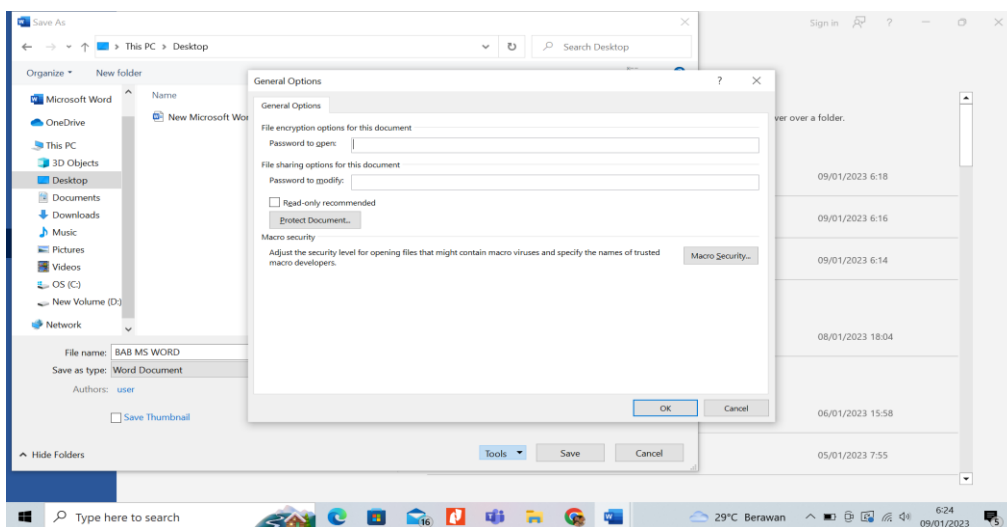 Save As
Sign in ?
This PC > Desktop
Search Desktop
Organize
New folder
General Options
General Options
File encryption options for this document
Password to open:
File sharing options for this document
Password to modify:
Read-only recommended
Protect Document...
Macro security
Adjust the security level for opening files that might contain macro viruses and specify the names of trusted
macro developers.
Macro Security...
OK
Cancel
Microsoft Word
OneDrive
This PC
3D Objects
Desktop
Documents
Downloads
Music
Pictures
Videos
OS (C:)
New Volume (D:)
Network
Name
New Microsoft Wor
ver over a folder.
09/01/2023 6:18
09/01/2023 6:16
09/01/2023 6:14
08/01/2023 18:04
06/01/2023 15:58
05/01/2023 7:55
File name: BAB MS WORD
Save as type: Word Document
Authors: user
Save Thumbnail
Hide Folders
Tools
Save
Cancel
Type here to search
16
29°C Berawan
6:24
09/01/2023